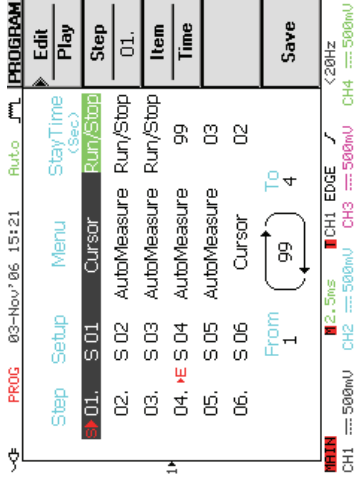 PROG 03-Nov'06 15:21 Auto PROGRAM
Step Setup Menu StayTime
(Sec)
S 01. S 01 Cursor Run/Stop
02. S 02 AutoMeasure Run/Stop
03. S 03 AutoMeasure Run/Stop
04. E S 04 AutoMeasure 99
05. S 05 AutoMeasure 03
06. S 06 Cursor 02
From To
1 99 4
Edit
Play
Step
01.
Item
Time
Save
MAIN M 2.5ms T CH1 EDGE <20Hz
CH1 500mV CH2 500mV CH3 500mV CH4 500mV